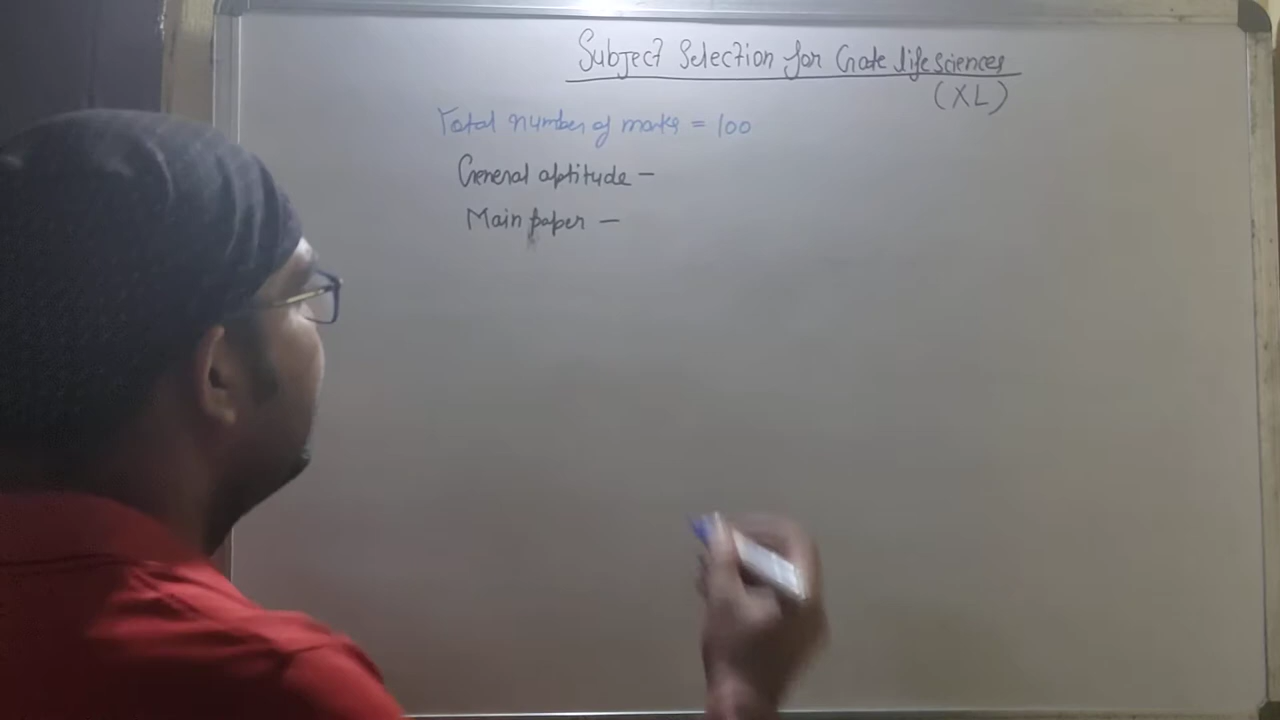 Subject Selection for Gate life sciences
(XL)
Total number of marks = 100
General aptitude –
Main paper –